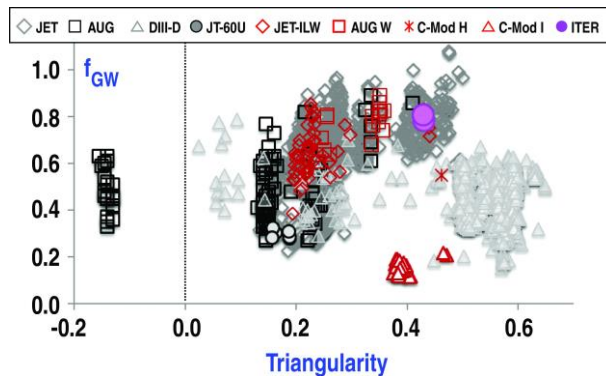 JET AUG DIII-D JT-60U JET-ILW AUG W C-Mod H C-Mod I ITER
f_GW
1.0
0.8
0.6
0.4
0.2
0.0
-0.2 0.0 0.2 0.4 0.6
Triangularity